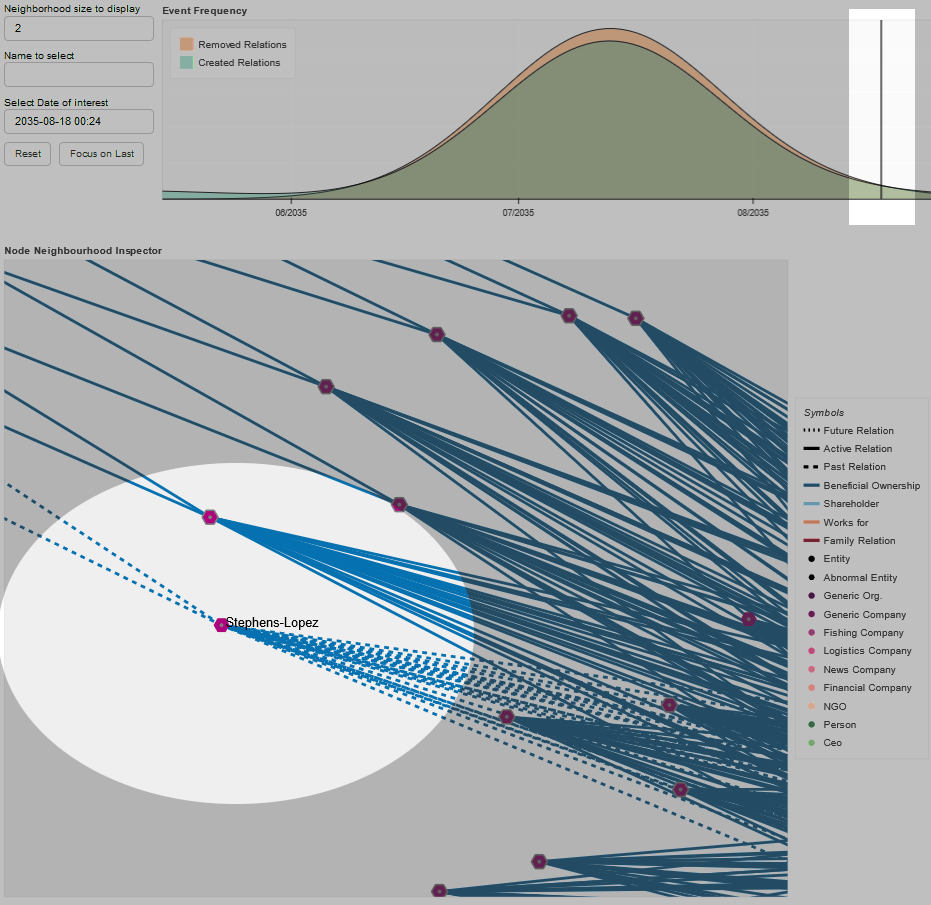 Neighborhood size to display
2
Name to select
Select Date of interest
2035-08-18 00:24
Reset
Focus on Last
Event Frequency
Removed Relations
Created Relations
06/2035
07/2035
08/2035
Node Neighbourhood Inspector
Stephens-Lopez
Symbols
Future Relation
Active Relation
Past Relation
Beneficial Ownership
Shareholder
Works for
Family Relation
Entity
Abnormal Entity
Generic Org.
Generic Company
Fishing Company
Logistics Company
News Company
Financial Company
NGO
Person
Ceo